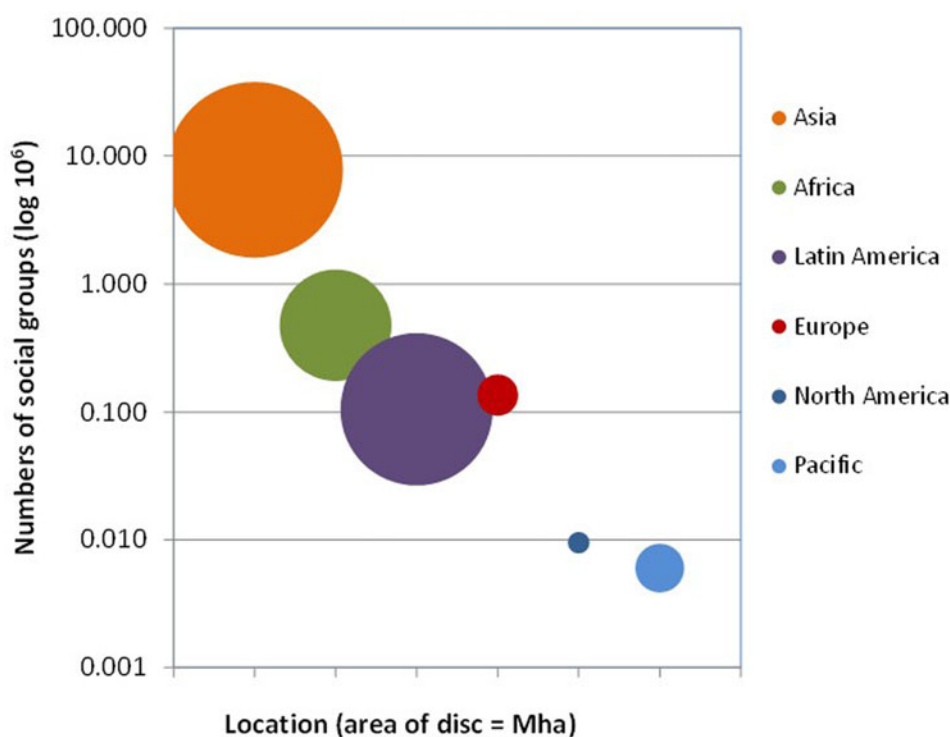 Numbers of social groups (log 10⁶)
100.000
10.000
1.000
0.100
0.010
0.001
Location (area of disc = Mha)
Asia
Africa
Latin America
Europe
North America
Pacific